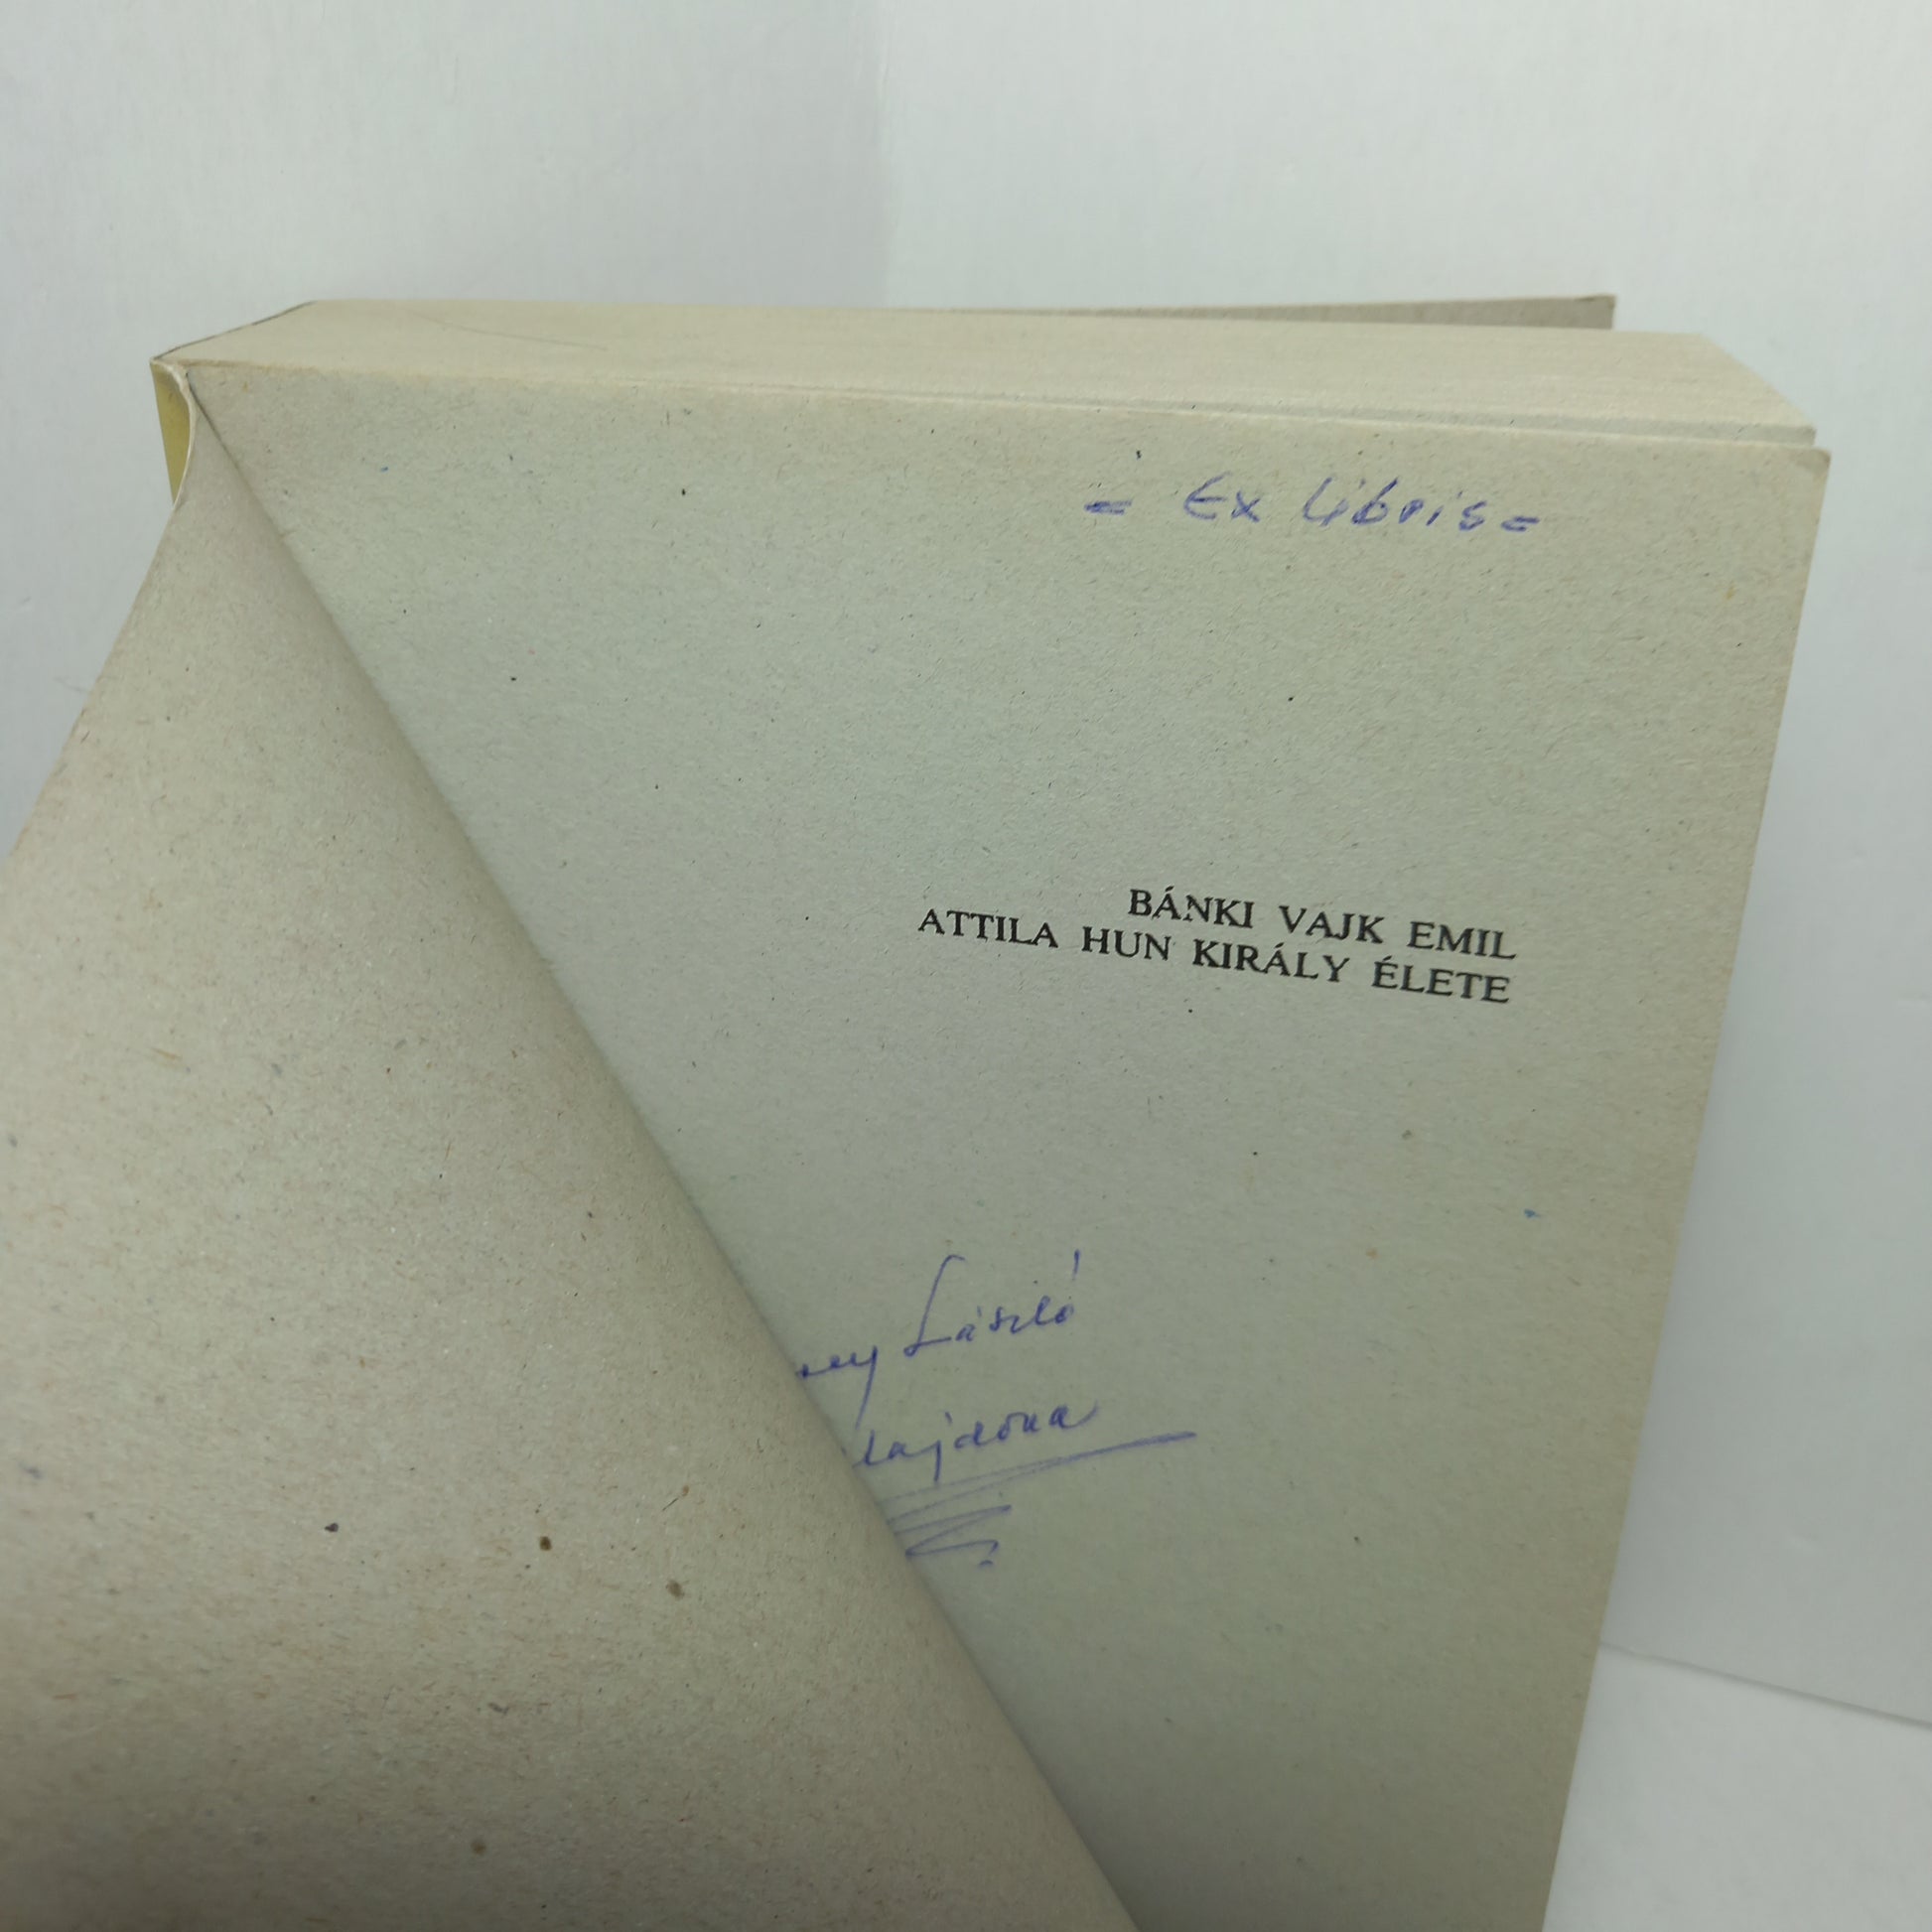 = Ex Libris =
BÁNKI VAJK EMIL
ATTILA HUN KIRÁLY ÉLETE
László